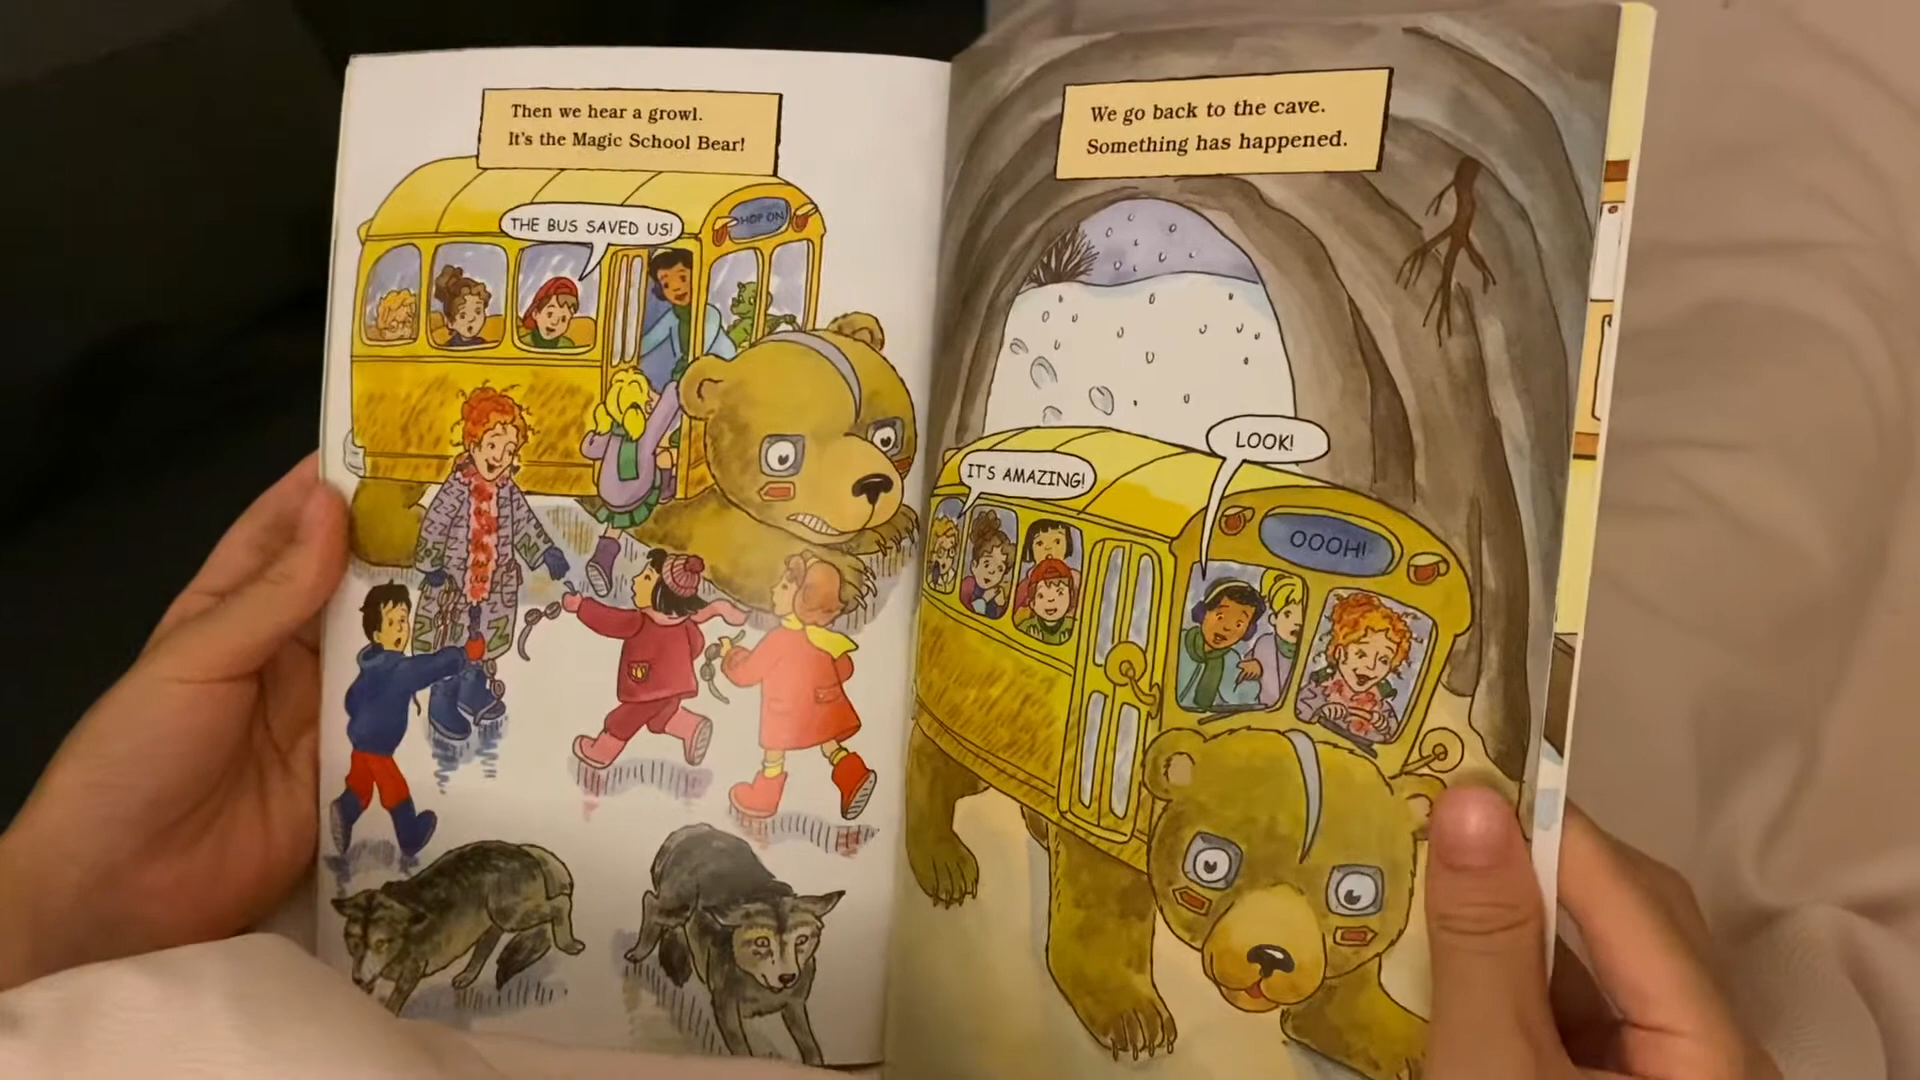 Then we hear a growl.
It's the Magic School Bear!
THE BUS SAVED US!
HOP ON
We go back to the cave.
Something has happened.
LOOK!
IT'S AMAZING!
OOOH!